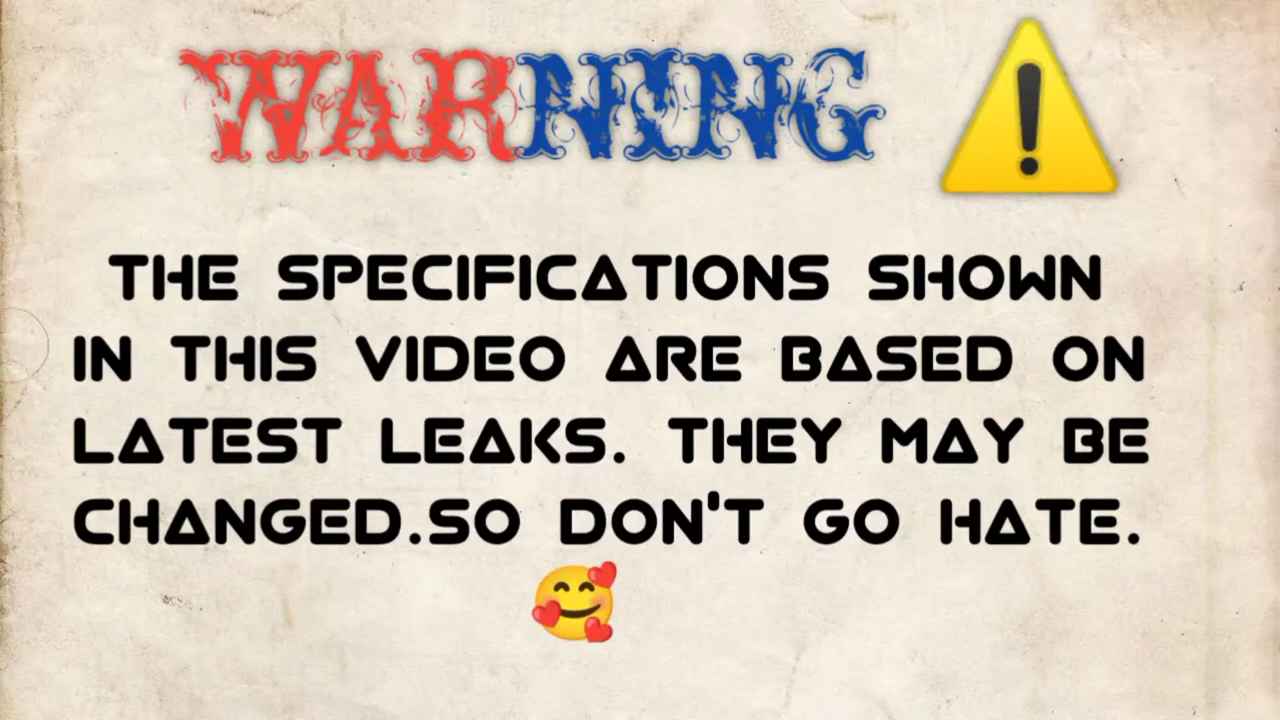 WARNING ⚠️
THE SPECIFICATIONS SHOWN
IN THIS VIDEO ARE BASED ON
LATEST LEAKS. THEY MAY BE
CHANGED.SO DON'T GO HATE.
🥰